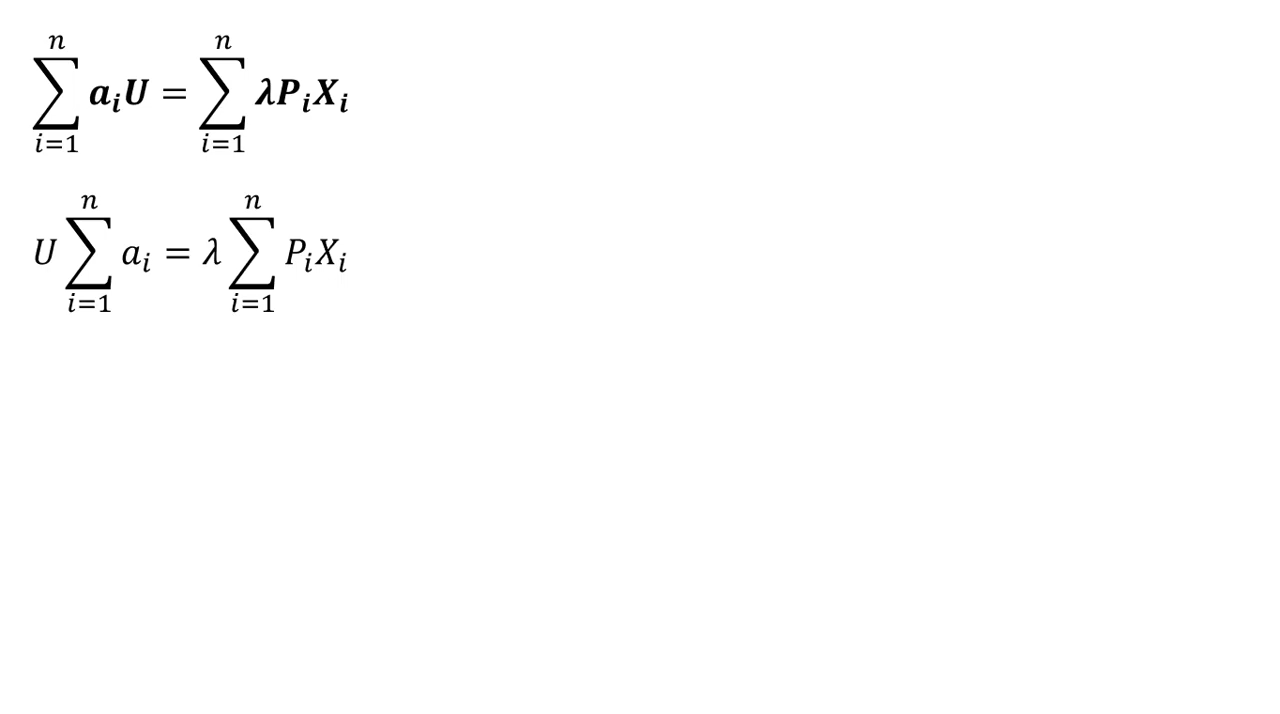 ∑_{i=1}^{n} a_i U = ∑_{i=1}^{n} λP_i X_i
U ∑_{i=1}^{n} a_i = λ ∑_{i=1}^{n} P_i X_i